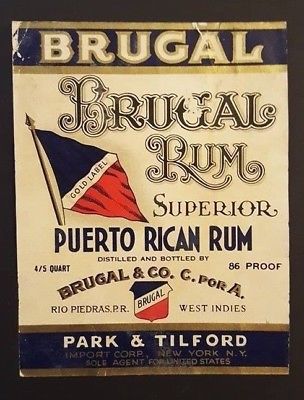 BRUGAL
BRUGAL
RUM
GOLD LABEL
SUPERIOR
PUERTO RICAN RUM
DISTILLED AND BOTTLED BY
4/5 QUART
86 PROOF
BRUGAL & CO. C. POR A.
RIO PIEDRAS, P.R.
BRUGAL
WEST INDIES
PARK & TILFORD
IMPORT CORP., NEW YORK N.Y.
SOLE AGENT FOR UNITED STATES